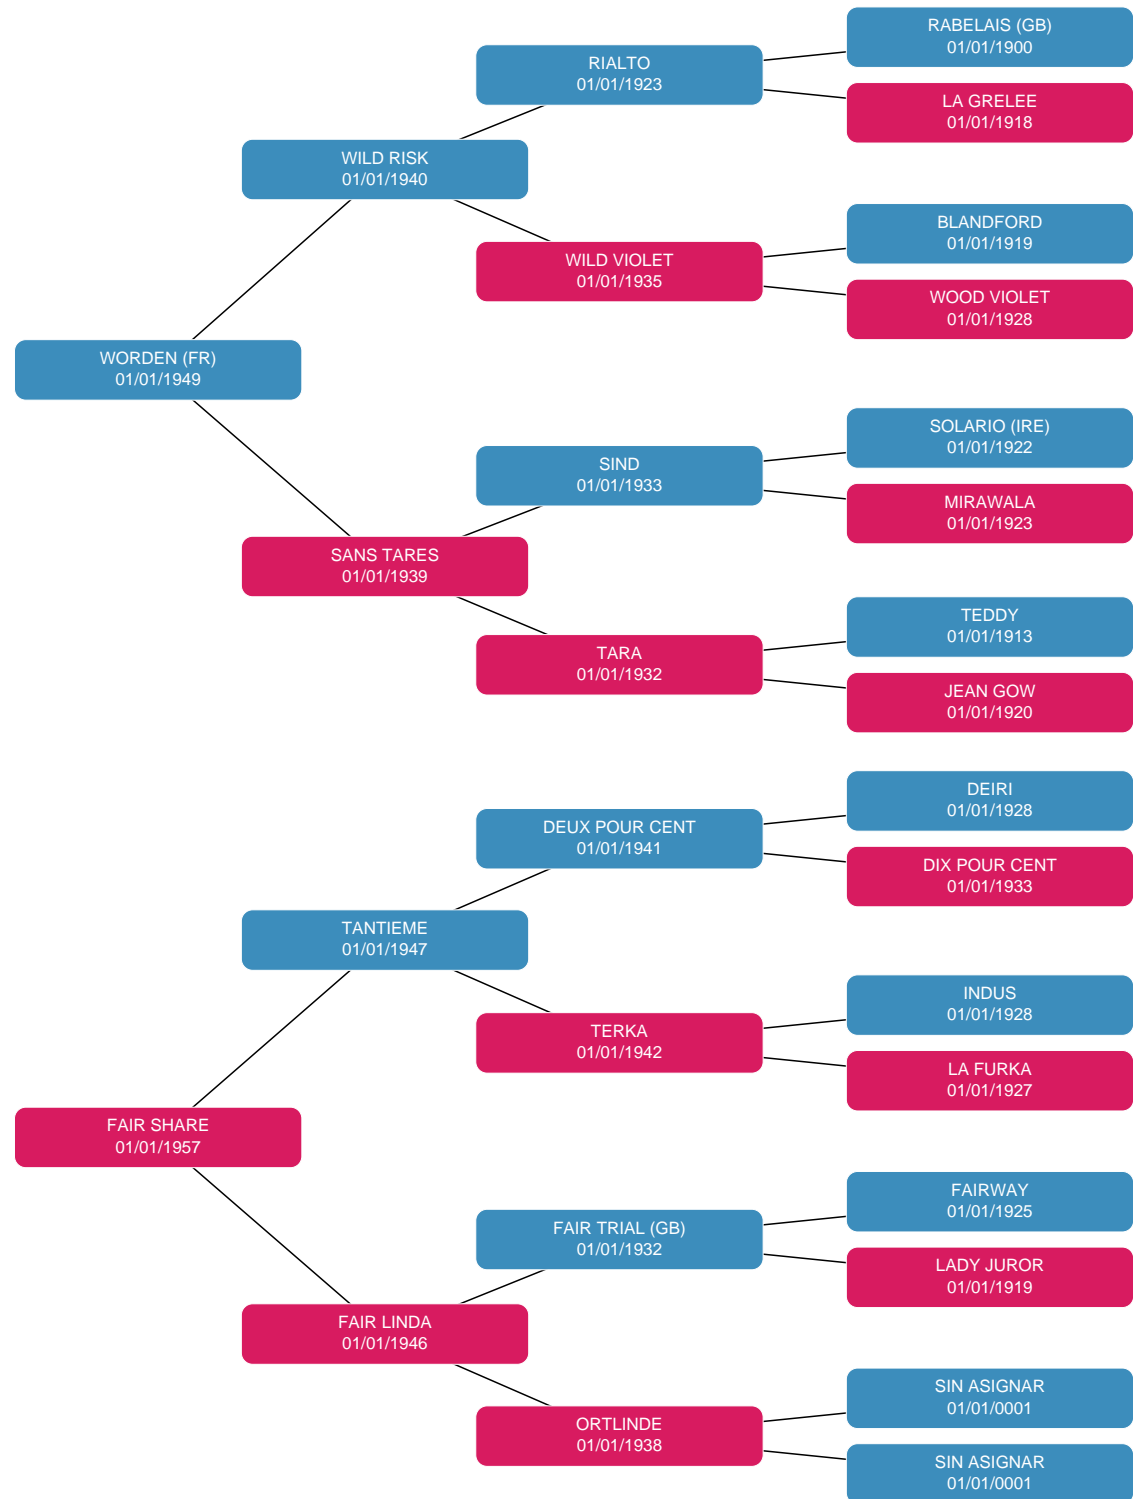 RABELAIS (GB)
01/01/1900
RIALTO
01/01/1923
LA GRELEE
01/01/1918
WILD RISK
01/01/1940
BLANDFORD
01/01/1919
WILD VIOLET
01/01/1935
WOOD VIOLET
01/01/1928
WORDEN (FR)
01/01/1949
SOLARIO (IRE)
01/01/1922
SIND
01/01/1933
MIRAWALA
01/01/1923
SANS TARES
01/01/1939
TEDDY
01/01/1913
TARA
01/01/1932
JEAN GOW
01/01/1920
DEIRI
01/01/1928
DEUX POUR CENT
01/01/1941
DIX POUR CENT
01/01/1933
TANTIEME
01/01/1947
INDUS
01/01/1928
TERKA
01/01/1942
LA FURKA
01/01/1927
FAIR SHARE
01/01/1957
FAIRWAY
01/01/1925
FAIR TRIAL (GB)
01/01/1932
LADY JUROR
01/01/1919
FAIR LINDA
01/01/1946
SIN ASIGNAR
01/01/0001
ORTLINDE
01/01/1938
SIN ASIGNAR
01/01/0001